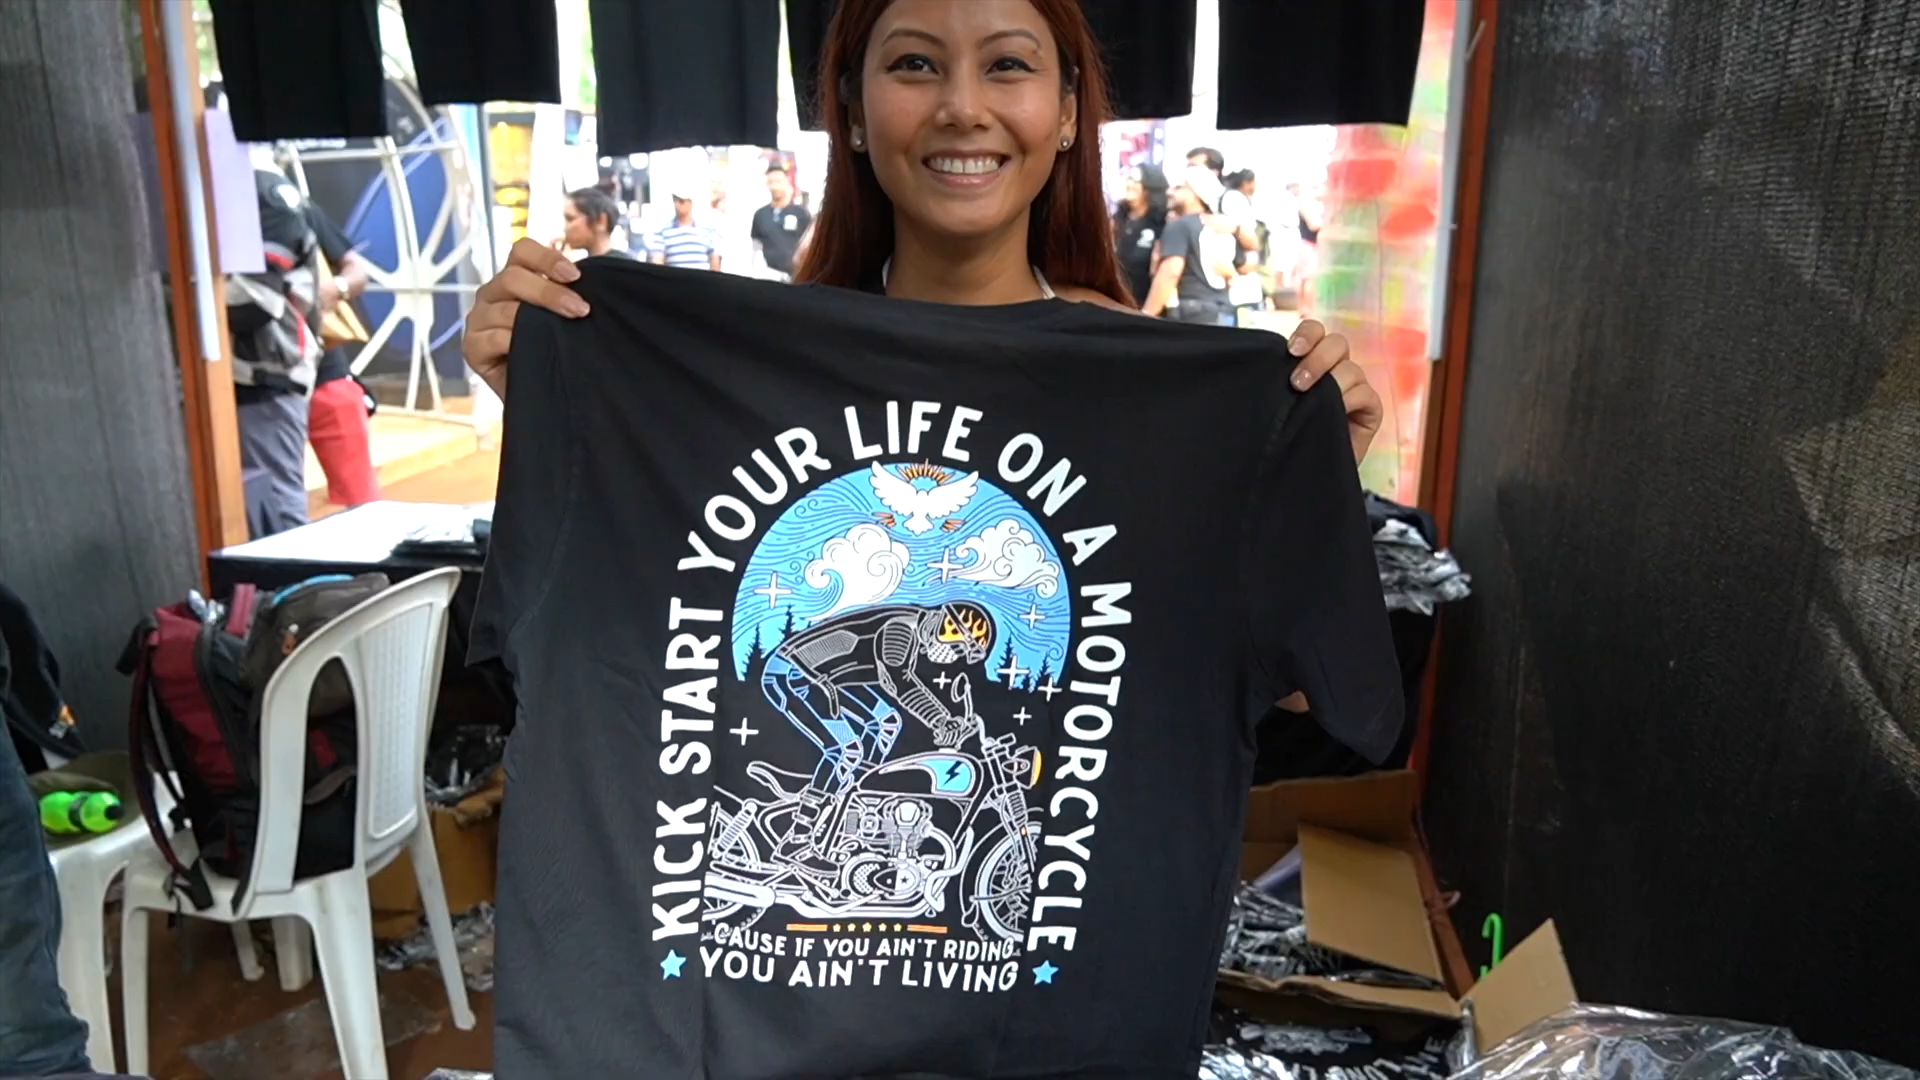 KICK START YOUR LIFE ON A MOTORCYCLE
'CAUSE IF YOU AIN'T RIDING
YOU AIN'T LIVING